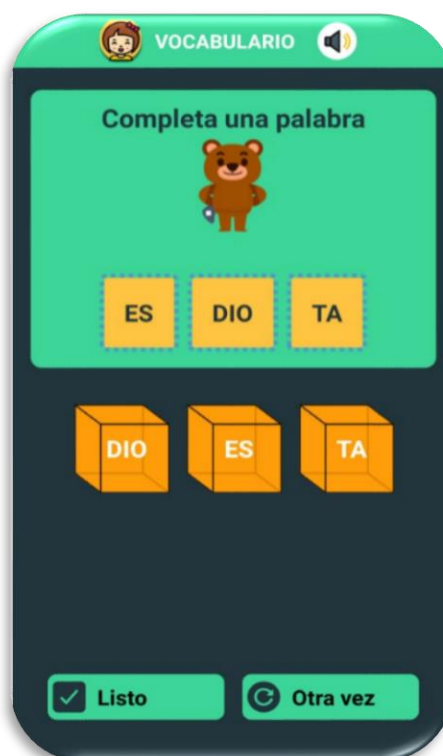 VOCABULARIO
Completa una palabra
ES DIO TA
DIO ES TA
Listo Otra vez